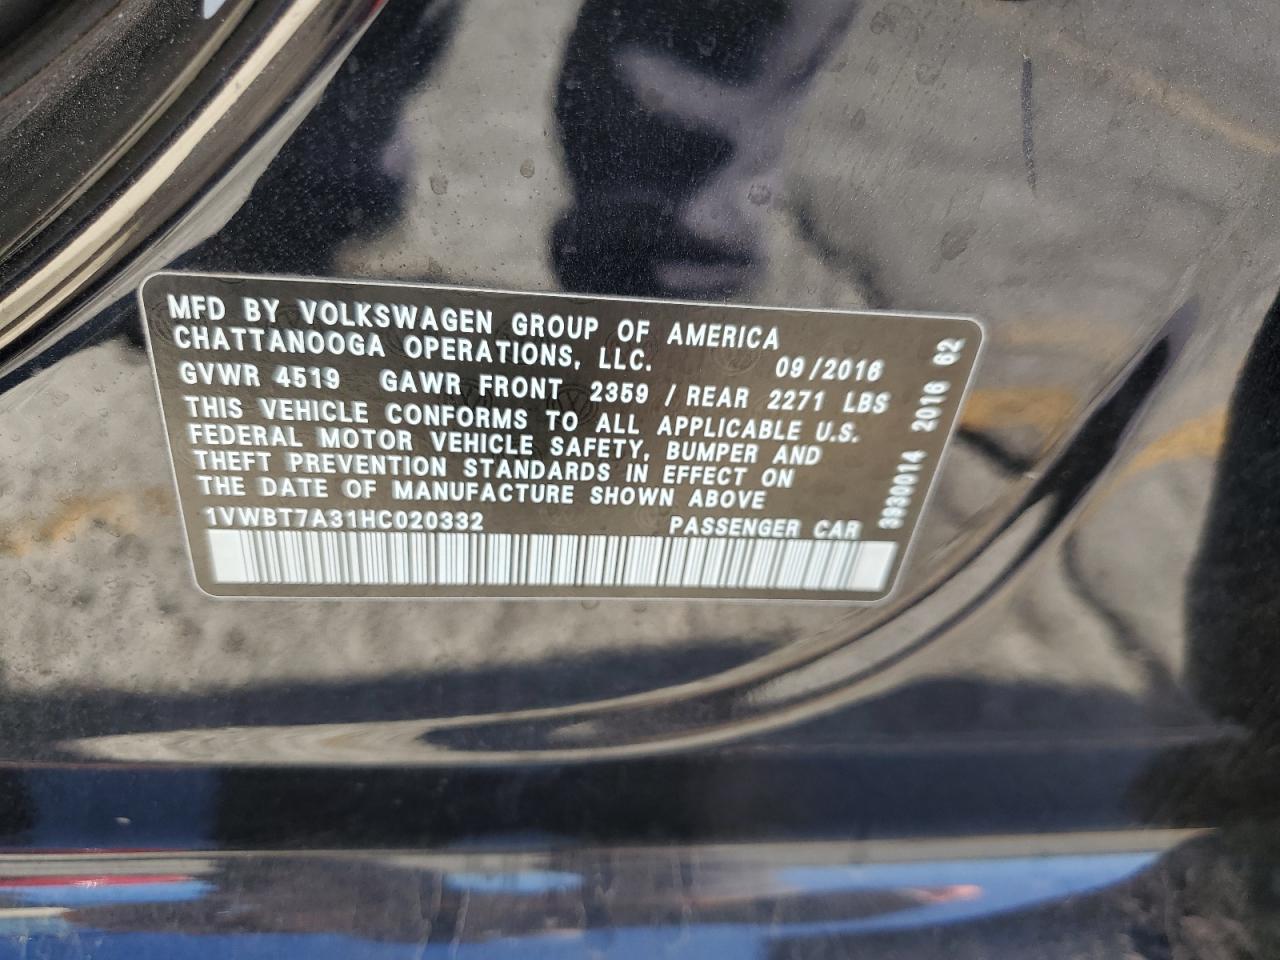 MFD BY VOLKSWAGEN GROUP OF AMERICA
CHATTANOOGA OPERATIONS, LLC. 09/2016
GVWR 4519 GAWR FRONT 2359 / REAR 2271 LBS
THIS VEHICLE CONFORMS TO ALL APPLICABLE U.S.
FEDERAL MOTOR VEHICLE SAFETY, BUMPER AND
THEFT PREVENTION STANDARDS IN EFFECT ON
THE DATE OF MANUFACTURE SHOWN ABOVE
1VWBT7A31HC020332 PASSENGER CAR
3930014 2016 62